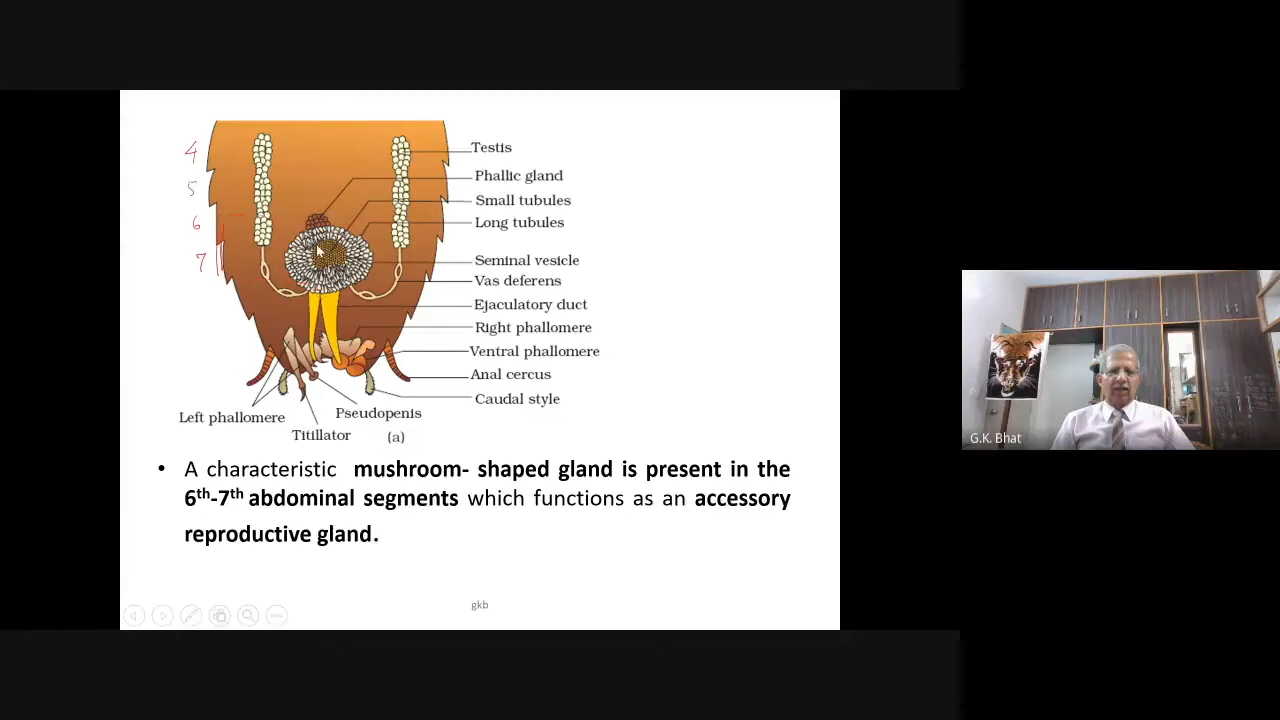 4
5
6
7
Testis
Phallic gland
Small tubules
Long tubules
Seminal vesicle
Vas deferens
Ejaculatory duct
Right phallomere
Ventral phallomere
Anal cercus
Caudal style
Left phallomere
Pseudopenis
Titillator
(a)
• A characteristic mushroom- shaped gland is present in the
6th-7th abdominal segments which functions as an accessory
reproductive gland.
gkb
G.K. Bhat